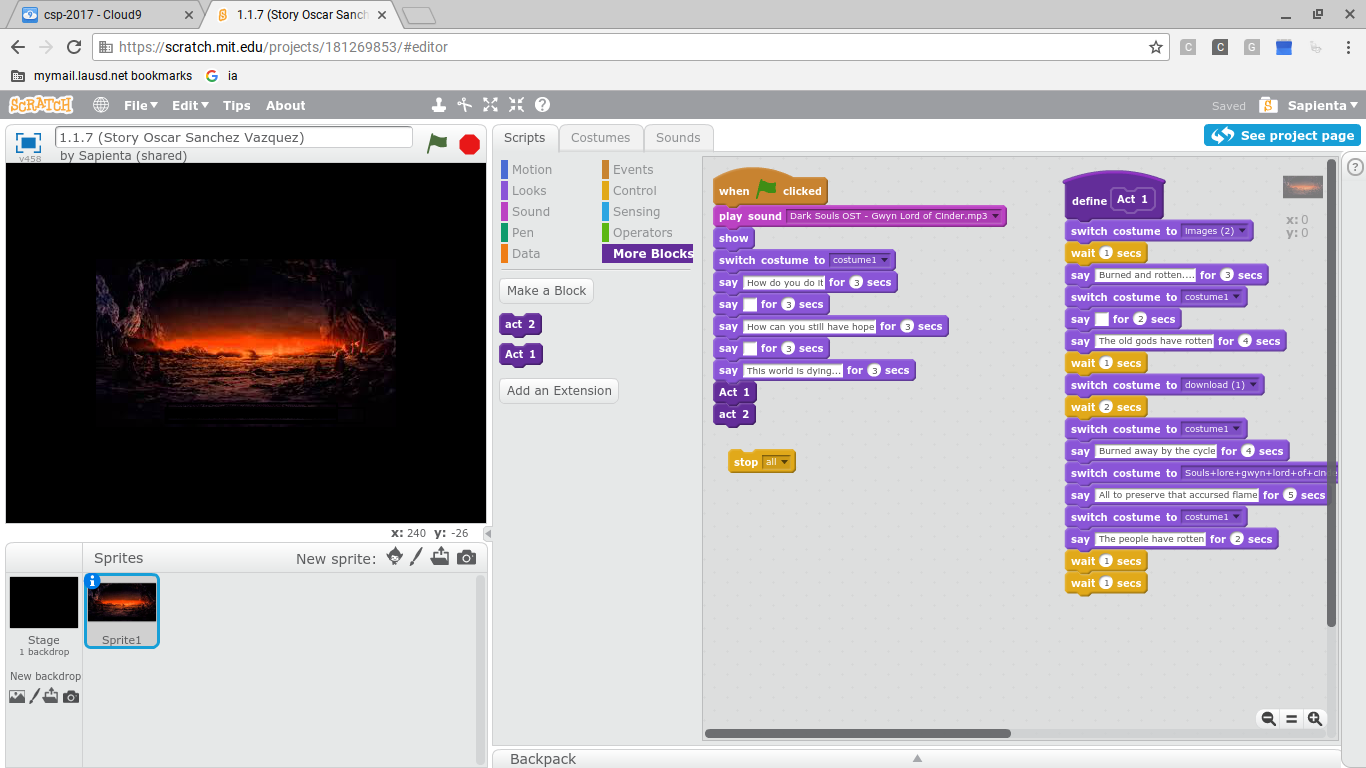 csp-2017 - Cloud9
1.1.7 (Story Oscar Sanch
https://scratch.mit.edu/projects/181269853/#editor
mymail.lausd.net bookmarks
ia
SCRATCH
File
Edit
Tips
About
Saved
Sapienta
1.1.7 (Story Oscar Sanchez Vazquez)
by Sapienta (shared)
v458
Scripts
Costumes
Sounds
See project page
Motion
Looks
Sound
Pen
Data
Events
Control
Sensing
Operators
More Blocks
Make a Block
act 2
Act 1
Add an Extension
when clicked
play sound Dark Souls OST - Gwyn Lord of Cinder.mp3
show
switch costume to costume1
say How do you do it for 3 secs
say for 3 secs
say How can you still have hope for 3 secs
say for 3 secs
say This world is dying... for 3 secs
Act 1
act 2
stop all
define Act 1
switch costume to images (2)
wait 1 secs
say Burned and rotten.... for 3 secs
switch costume to costume1
say for 2 secs
say The old gods have rotten for 4 secs
wait 1 secs
switch costume to download (1)
wait 2 secs
switch costume to costume1
say Burned away by the cycle for 4 secs
switch costume to Souls+lore+gwyn+lord+of+cin
say All to preserve that accursed flame for 5 secs
switch costume to costume1
say The people have rotten for 2 secs
wait 1 secs
wait 1 secs
x: 0
y: 0
x: 240 y: -26
Sprites
New sprite:
Stage
1 backdrop
New backdrop
Sprite1
Backpack